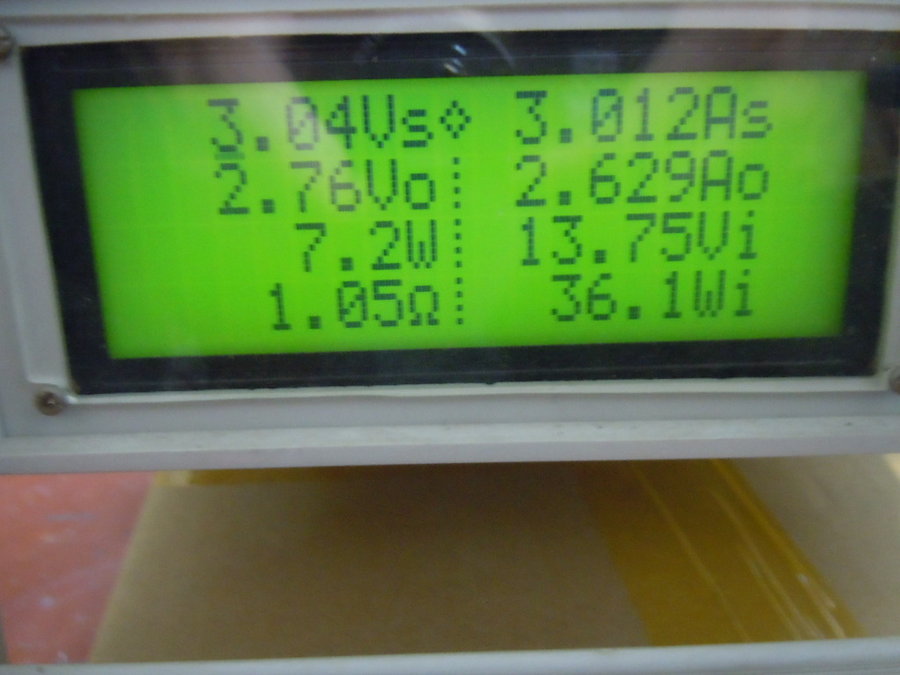 3.04Vs◇ 3.012As
2.76Vo 2.629Ao
7.2W 13.75Vi
1.05Ω 36.1Wi